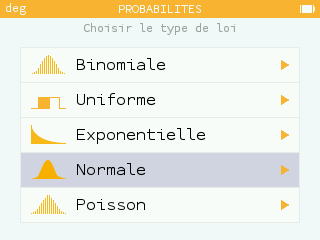 deg
PROBABILITES
Choisir le type de loi
Binomiale
Uniforme
Exponentielle
Normale
Poisson